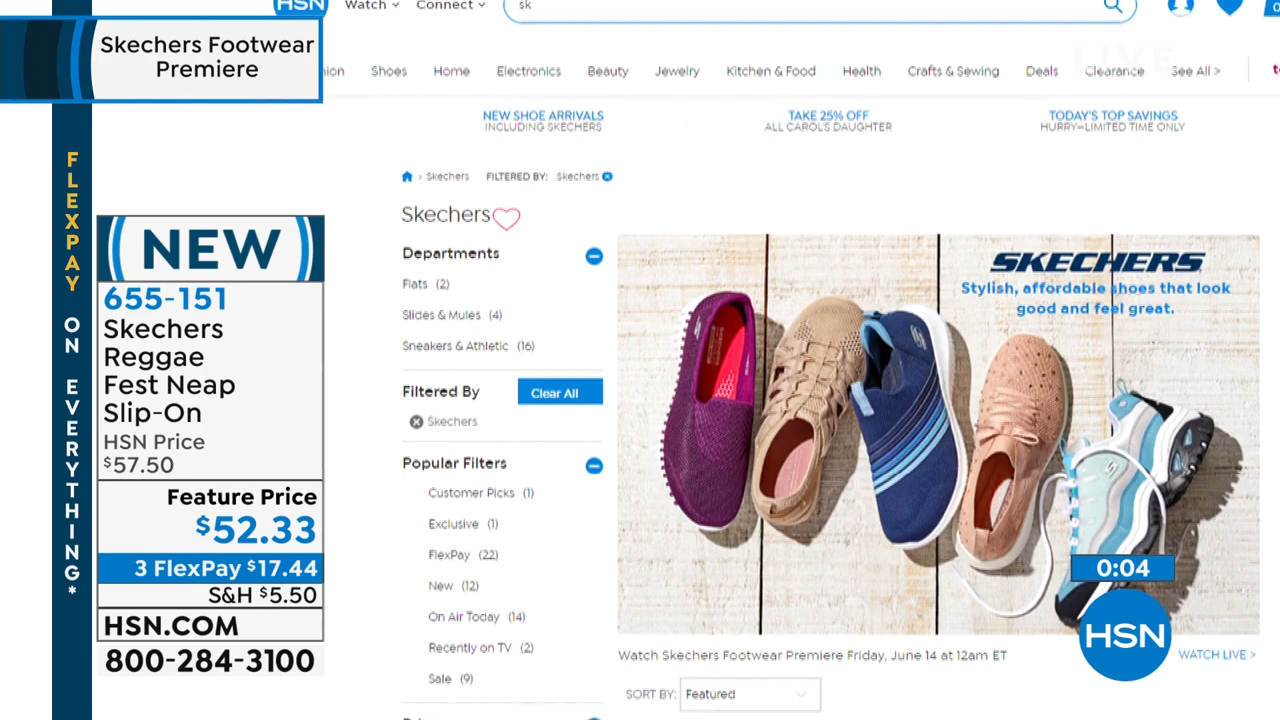 HSN
Watch
Connect
sk
Skechers Footwear
Premiere
Shoes
Home
Electronics
Beauty
Jewelry
Kitchen & Food
Health
Crafts & Sewing
Deals
Clearance
See All >
LIVE
NEW SHOE ARRIVALS
INCLUDING SKECHERS
TAKE 25% OFF
ALL CAROL'S DAUGHTER
TODAY'S TOP SAVINGS
HURRY—LIMITED TIME ONLY
FLEXPAY ON EVERYTHING*
> Skechers FILTERED BY: Skechers
Skechers
Departments
Flats (2)
Slides & Mules (4)
Sneakers & Athletic (16)
Filtered By
Clear All
Skechers
Popular Filters
Customer Picks (1)
Exclusive (1)
FlexPay (22)
New (12)
On Air Today (14)
Recently on TV (2)
Sale (9)
SKECHERS
Stylish, affordable shoes that look
good and feel great.
NEW
655-151
Skechers
Reggae
Fest Neap
Slip-On
HSN Price
$57.50
Feature Price
$52.33
3 FlexPay $17.44
S&H $5.50
HSN.COM
800-284-3100
0:04
HSN
Watch Skechers Footwear Premiere Friday, June 14 at 12am ET
WATCH LIVE >
SORT BY: Featured